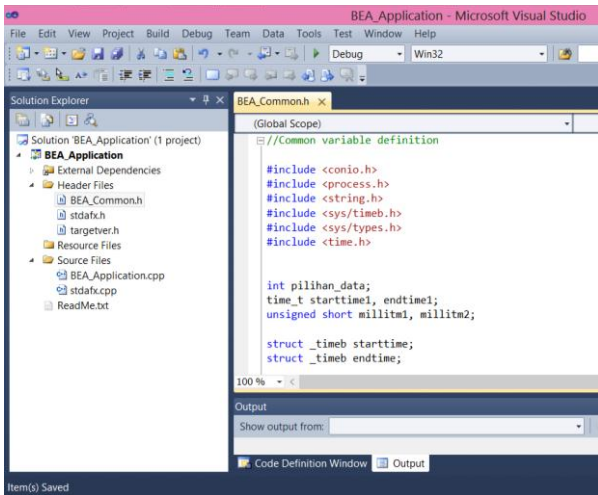 BEA_Application - Microsoft Visual Studio
File Edit View Project Build Debug Team Data Tools Test Window Help
Debug Win32
Solution Explorer
BEA_Common.h
(Global Scope)
Solution 'BEA_Application' (1 project)
BEA_Application
External Dependencies
Header Files
BEA_Common.h
stdafx.h
targetver.h
Resource Files
Source Files
BEA_Application.cpp
stdafx.cpp
ReadMe.txt
//Common variable definition
#include <conio.h>
#include <process.h>
#include <string.h>
#include <sys/timeb.h>
#include <sys/types.h>
#include <time.h>
int pilihan_data;
time_t starttime1, endtime1;
unsigned short millitm1, millitm2;
struct _timeb starttime;
struct _timeb endtime;
100 %
Output
Show output from:
Code Definition Window Output
Item(s) Saved